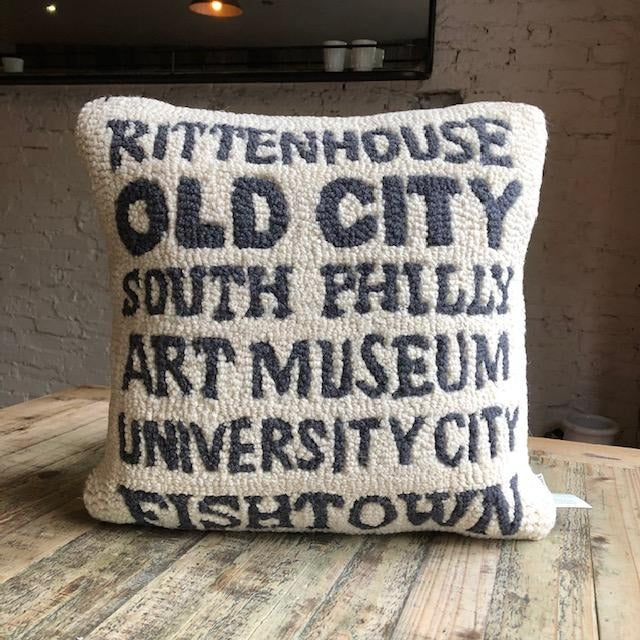 RITTENHOUSE
OLD CITY
SOUTH PHILLY
ART MUSEUM
UNIVERSITY CITY
FISHTOWN